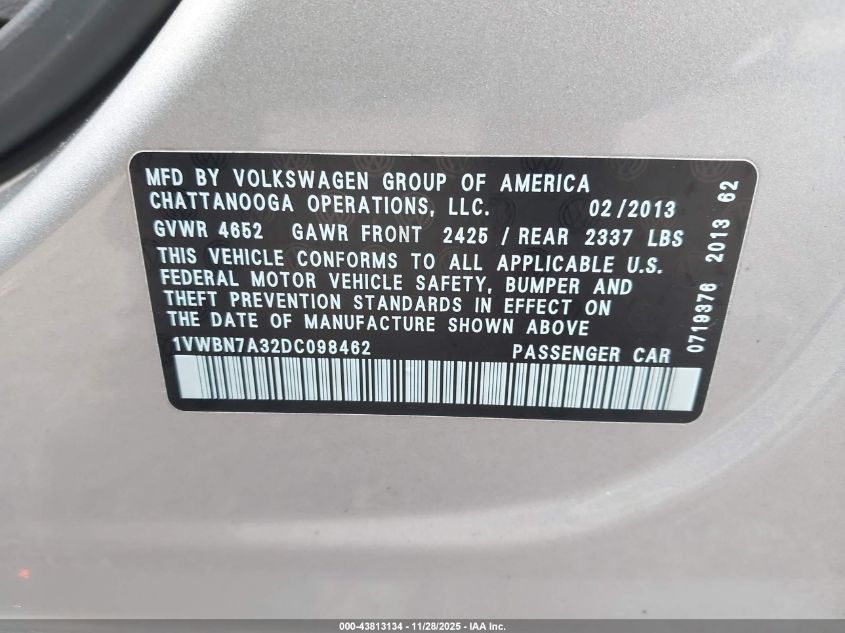 MFD BY VOLKSWAGEN GROUP OF AMERICA
CHATTANOOGA OPERATIONS, LLC. 02/2013
GVWR 4652 GAWR FRONT 2425 / REAR 2337 LBS
THIS VEHICLE CONFORMS TO ALL APPLICABLE U.S.
FEDERAL MOTOR VEHICLE SAFETY, BUMPER AND
THEFT PREVENTION STANDARDS IN EFFECT ON
THE DATE OF MANUFACTURE SHOWN ABOVE
1VWBN7A32DC098462 PASSENGER CAR
0719376 2013 62
000-43813134 - 11/28/2025 - IAA Inc.